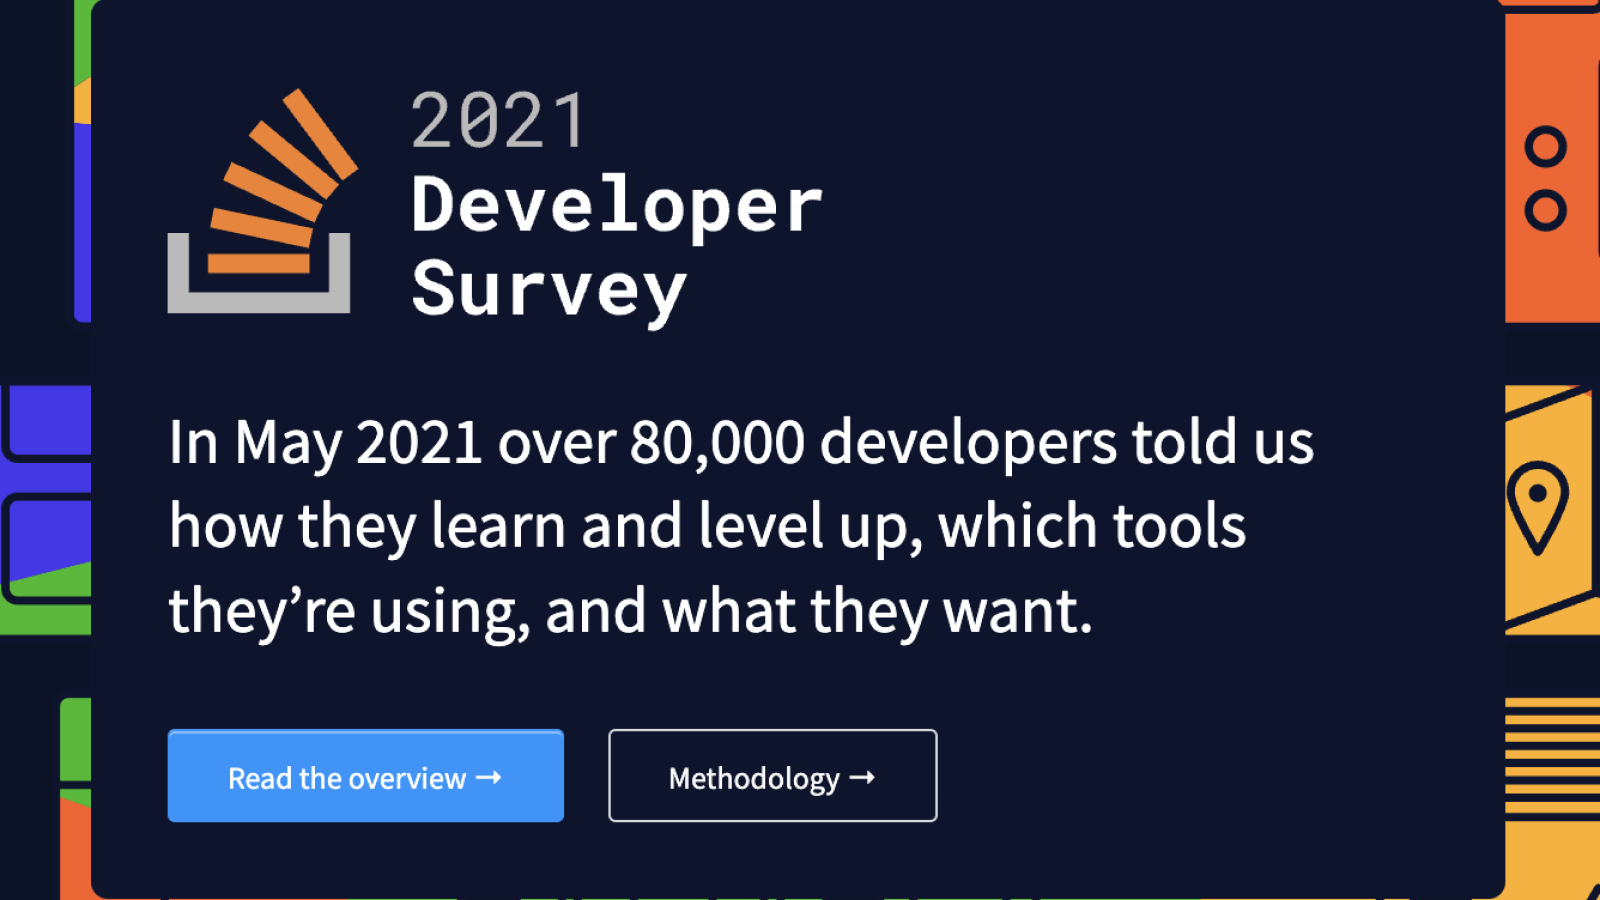 2021
Developer
Survey
In May 2021 over 80,000 developers told us
how they learn and level up, which tools
they’re using, and what they want.
Read the overview →
Methodology →